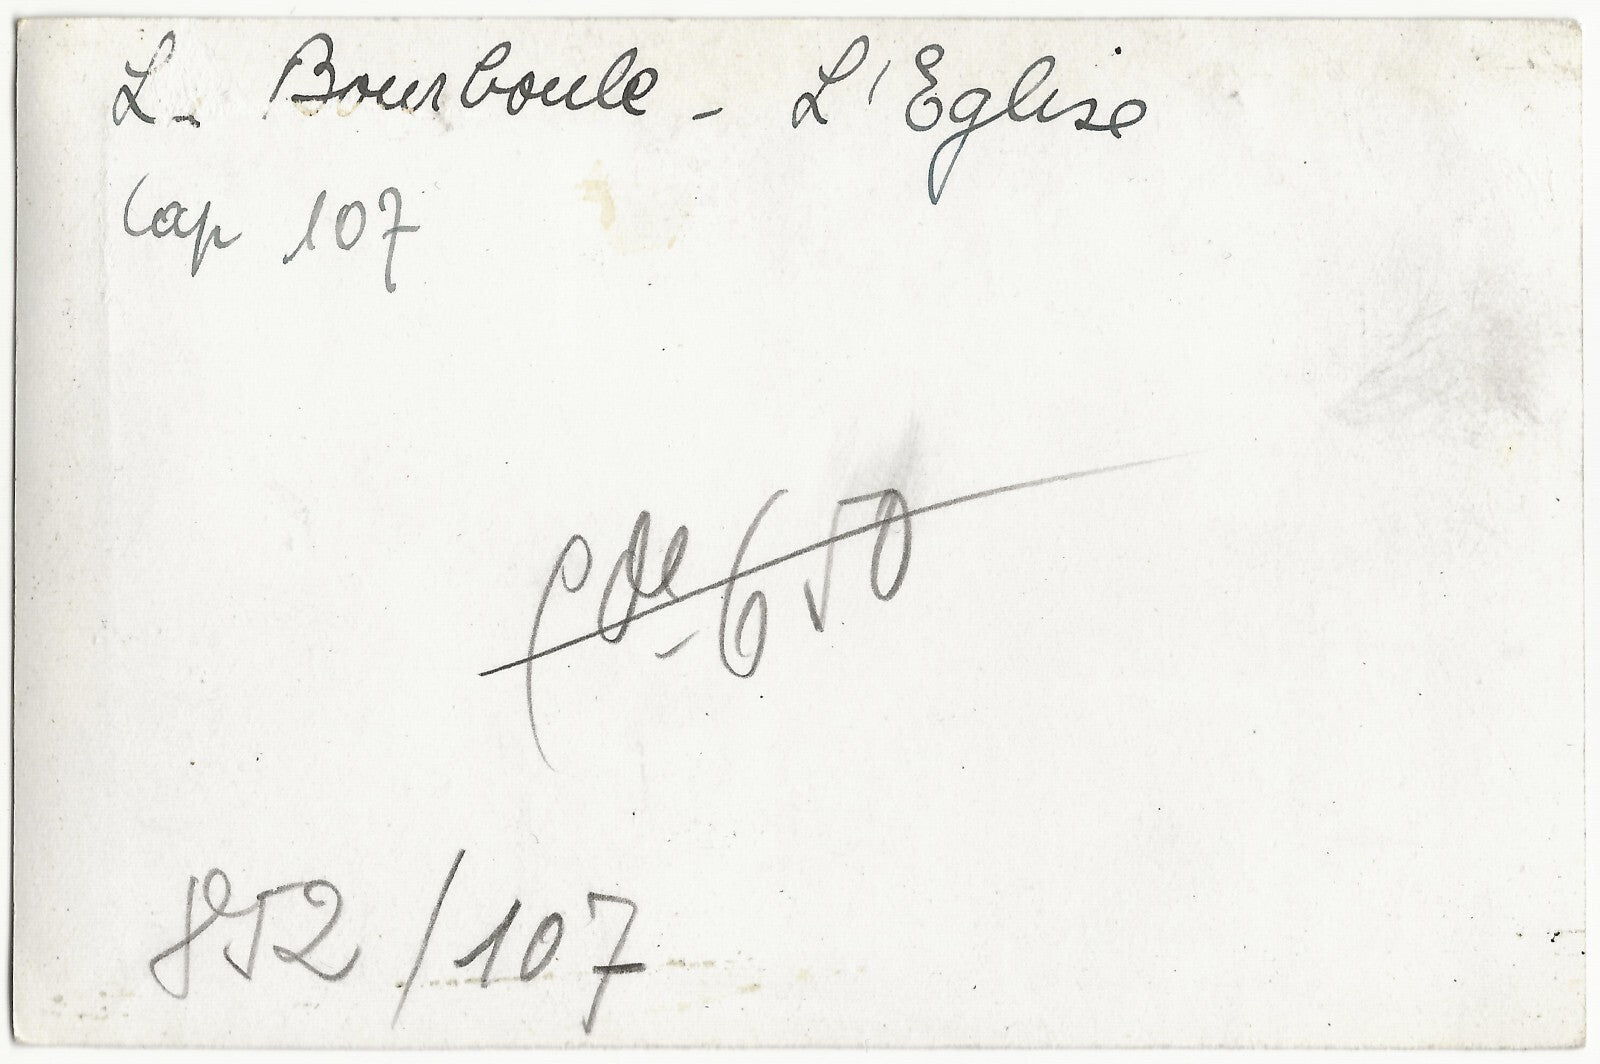 La Bourboule - L'Eglise
Cap 107
Cde 650
852/107